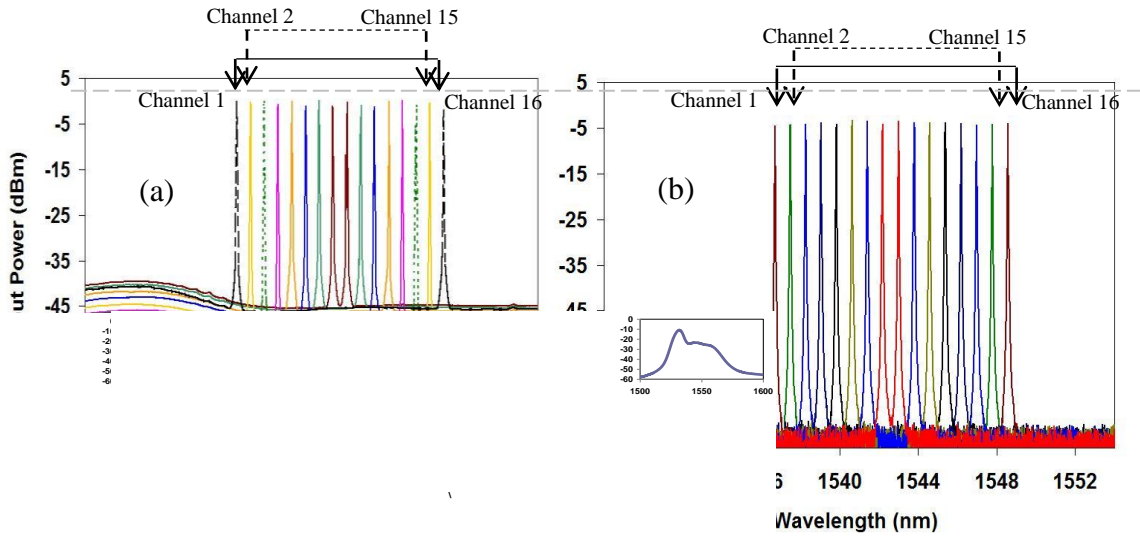 Channel 2 Channel 15
Channel 2 Channel 15
5
Channel 1
Channel 16
-5
-15
(a)
-25
-35
-45
ut Power (dBm)
5
Channel 1
Channel 16
-5
-15
(b)
-25
-35
-45
0
-10
-20
-30
-40
-50
-60
1500 1550 1600
6 1540 1544 1548 1552
Wavelength (nm)